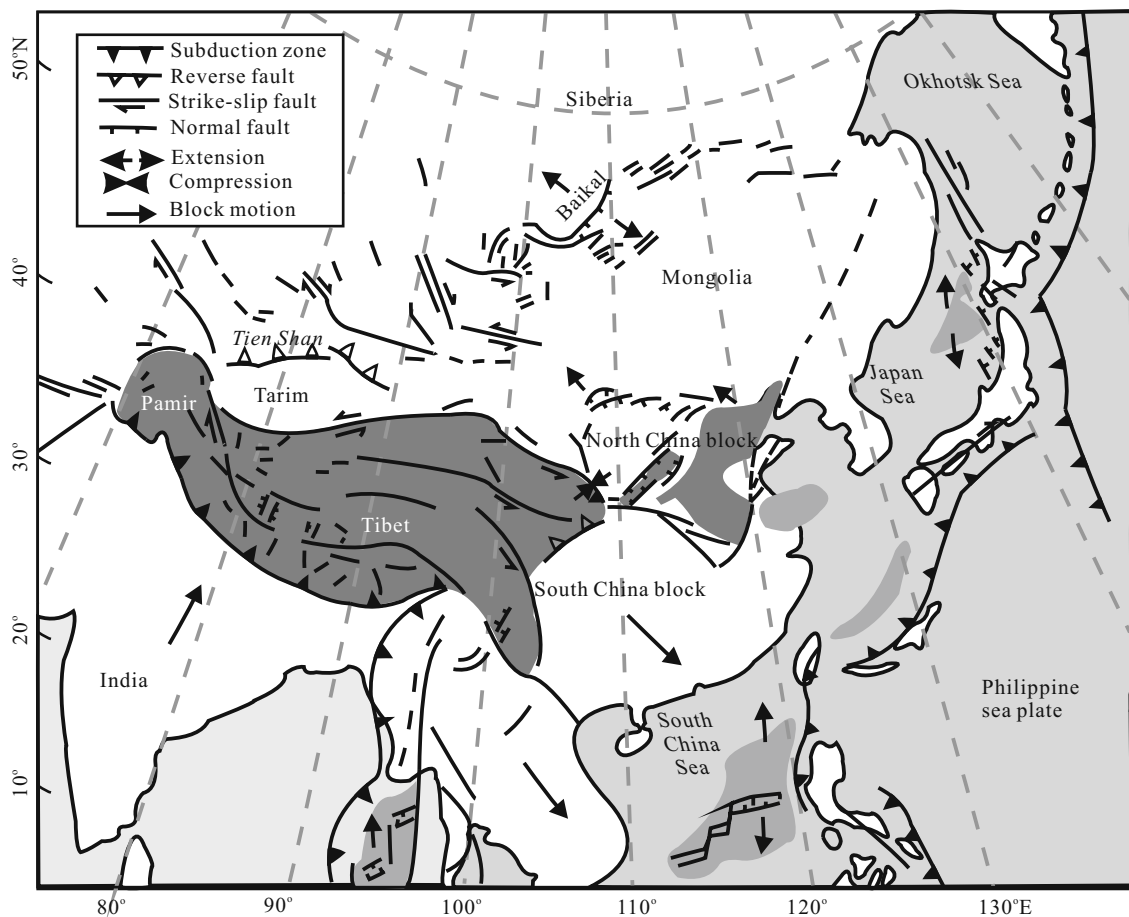 50°N
40°
30°
20°
10°
Subduction zone
Reverse fault
Strike-slip fault
Normal fault
Extension
Compression
Block motion
Siberia
Okhotsk Sea
Baikal
Mongolia
Tien Shan
Tarim
Pamir
Japan
Sea
North China block
Tibet
South China block
India
South
China
Sea
Philippine
sea plate
80°
90°
100°
110°
120°
130°E